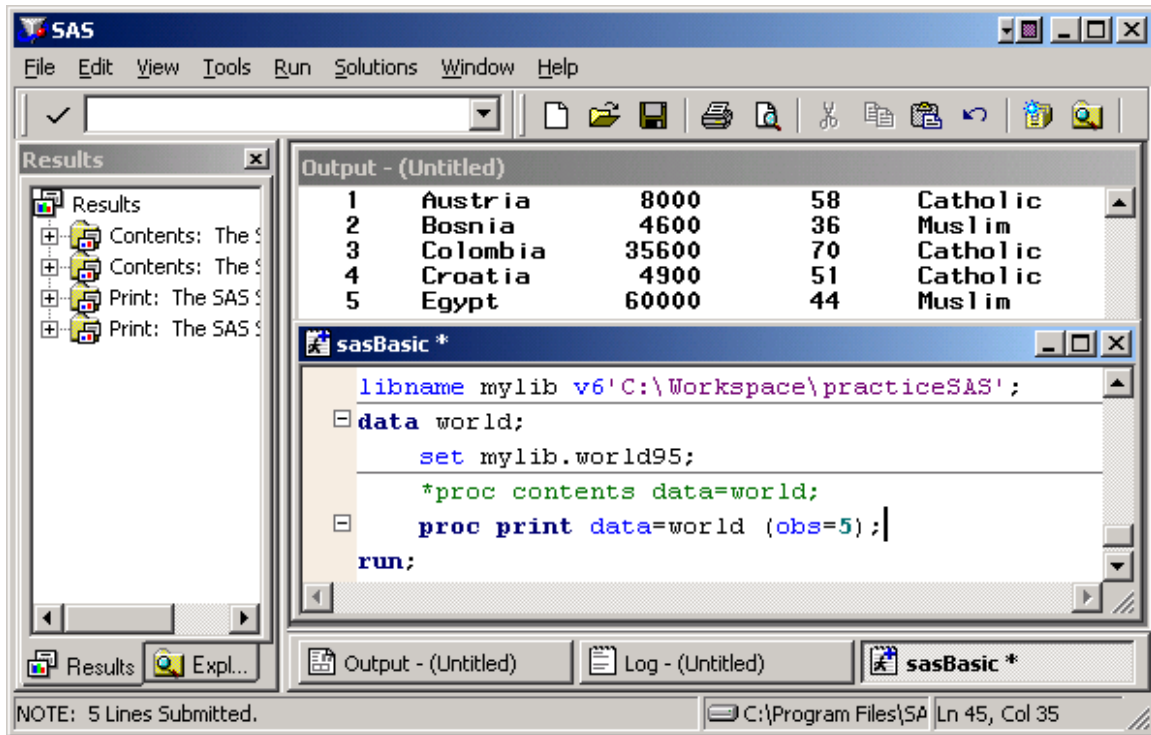 SAS
File Edit View Tools Run Solutions Window Help
Results
Results
Contents: The S
Contents: The S
Print: The SAS S
Print: The SAS S
Output - (Untitled)
1 Austria 8000 58 Catholic
2 Bosnia 4600 36 Muslim
3 Colombia 35600 70 Catholic
4 Croatia 4900 51 Catholic
5 Egypt 60000 44 Muslim
sasBasic *
libname mylib v6'C:\Workspace\practiceSAS';
data world;
set mylib.world95;
*proc contents data=world;
proc print data=world (obs=5);
run;
Results Expl...
Output - (Untitled) Log - (Untitled) sasBasic *
NOTE: 5 Lines Submitted. C:\Program Files\SA Ln 45, Col 35